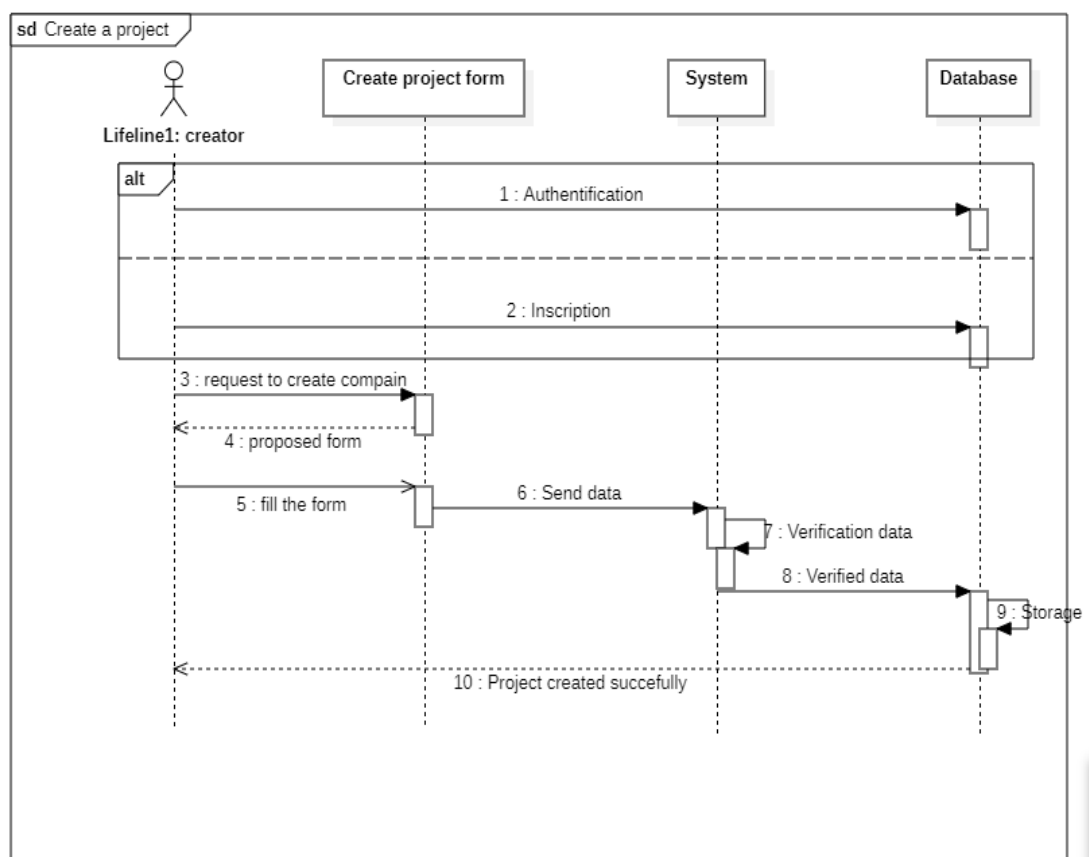 sd Create a project
Create project form
System
Database
Lifeline1: creator
alt
1 : Authentification
2 : Inscription
3 : request to create compain
4 : proposed form
5 : fill the form
6 : Send data
7 : Verification data
8 : Verified data
9 : Storage
10 : Project created succefully